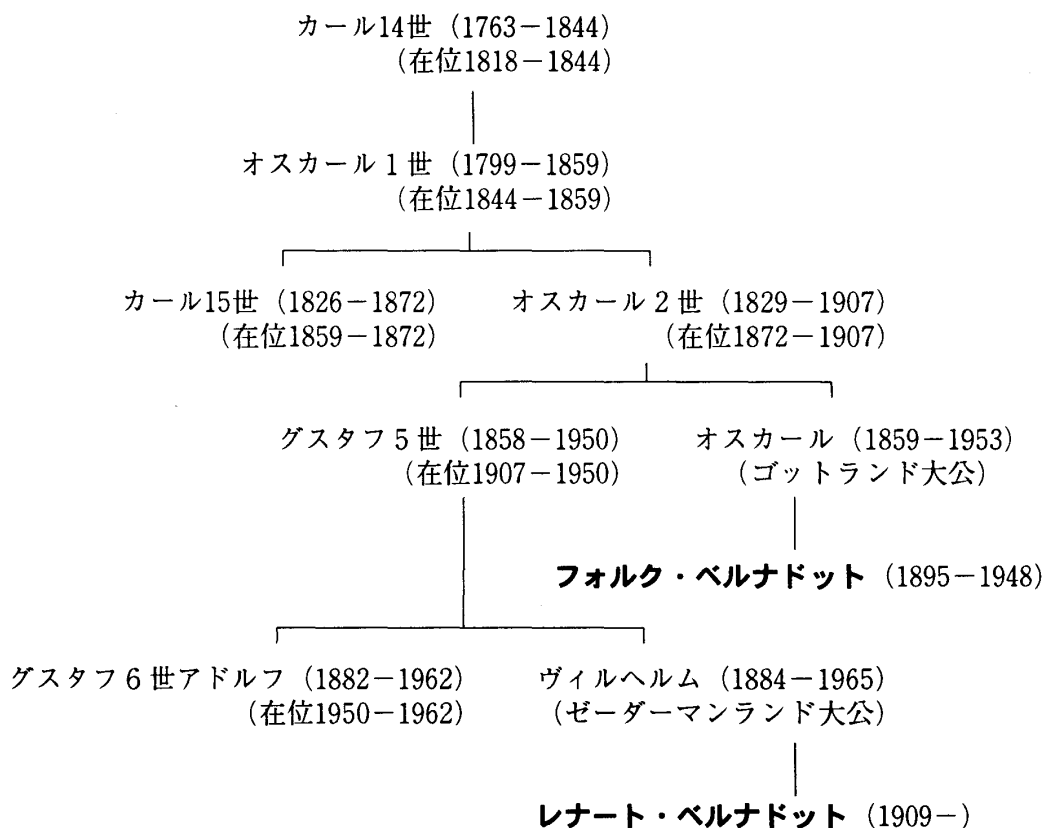 カール14世（1763－1844）
（在位1818－1844）
オスカール1世（1799－1859）
（在位1844－1859）
カール15世（1826－1872）
（在位1859－1872）
オスカール2世（1829－1907）
（在位1872－1907）
グスタフ5世（1858－1950）
（在位1907－1950）
オスカール（1859－1953）
（ゴットランド大公）
フォルク・ベルナドット（1895－1948）
グスタフ6世アドルフ（1882－1962）
（在位1950－1962）
ヴィルヘルム（1884－1965）
（ゼーダーマンランド大公）
レナート・ベルナドット（1909－）